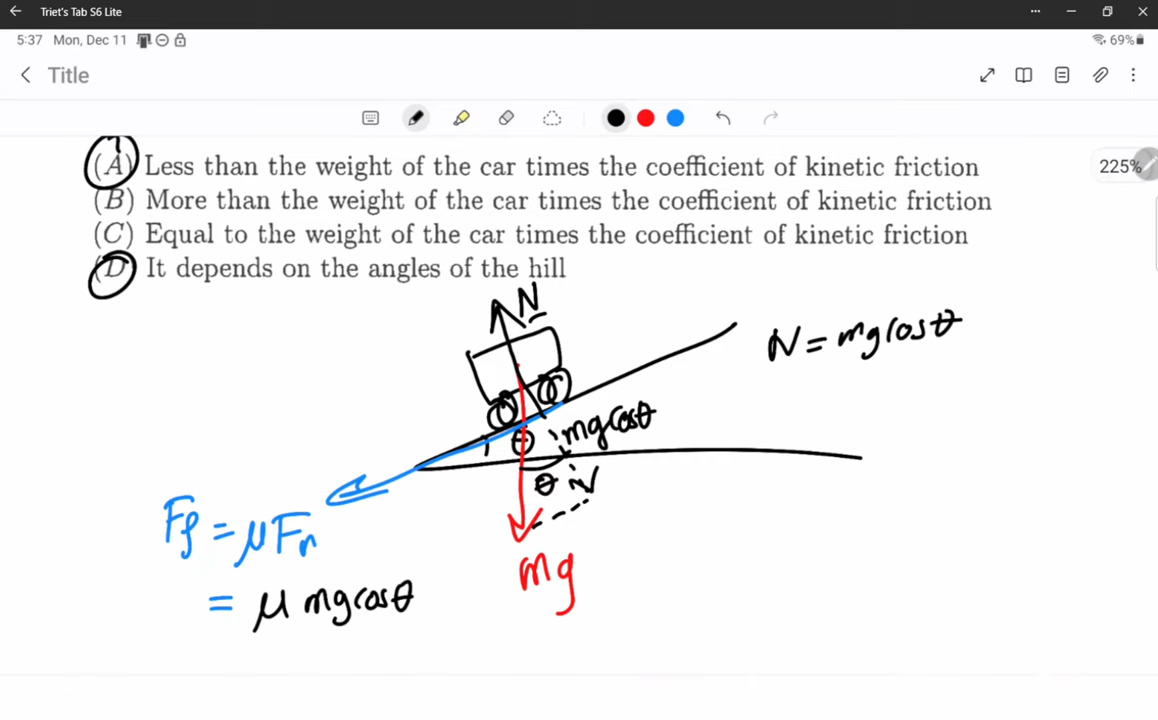 Triet's Tab S6 Lite
5:37 Mon, Dec 11 69%
Title
225%
(A) Less than the weight of the car times the coefficient of kinetic friction
(B) More than the weight of the car times the coefficient of kinetic friction
(C) Equal to the weight of the car times the coefficient of kinetic friction
(D) It depends on the angles of the hill
N
N = mg cos θ
θ mg cos θ
θ
mg
Ff = μFn
= μ mg cos θ